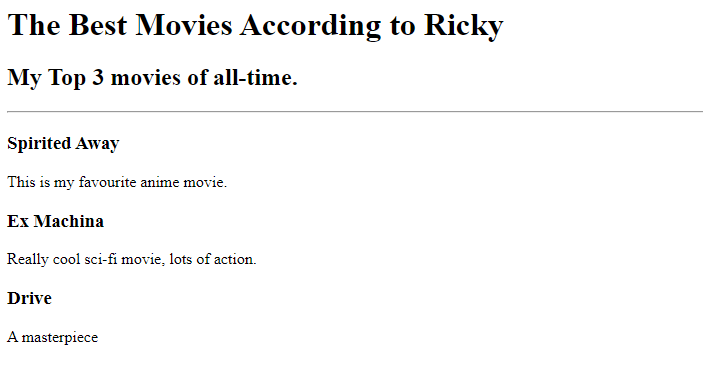 The Best Movies According to Ricky
My Top 3 movies of all-time.
Spirited Away
This is my favourite anime movie.
Ex Machina
Really cool sci-fi movie, lots of action.
Drive
A masterpiece